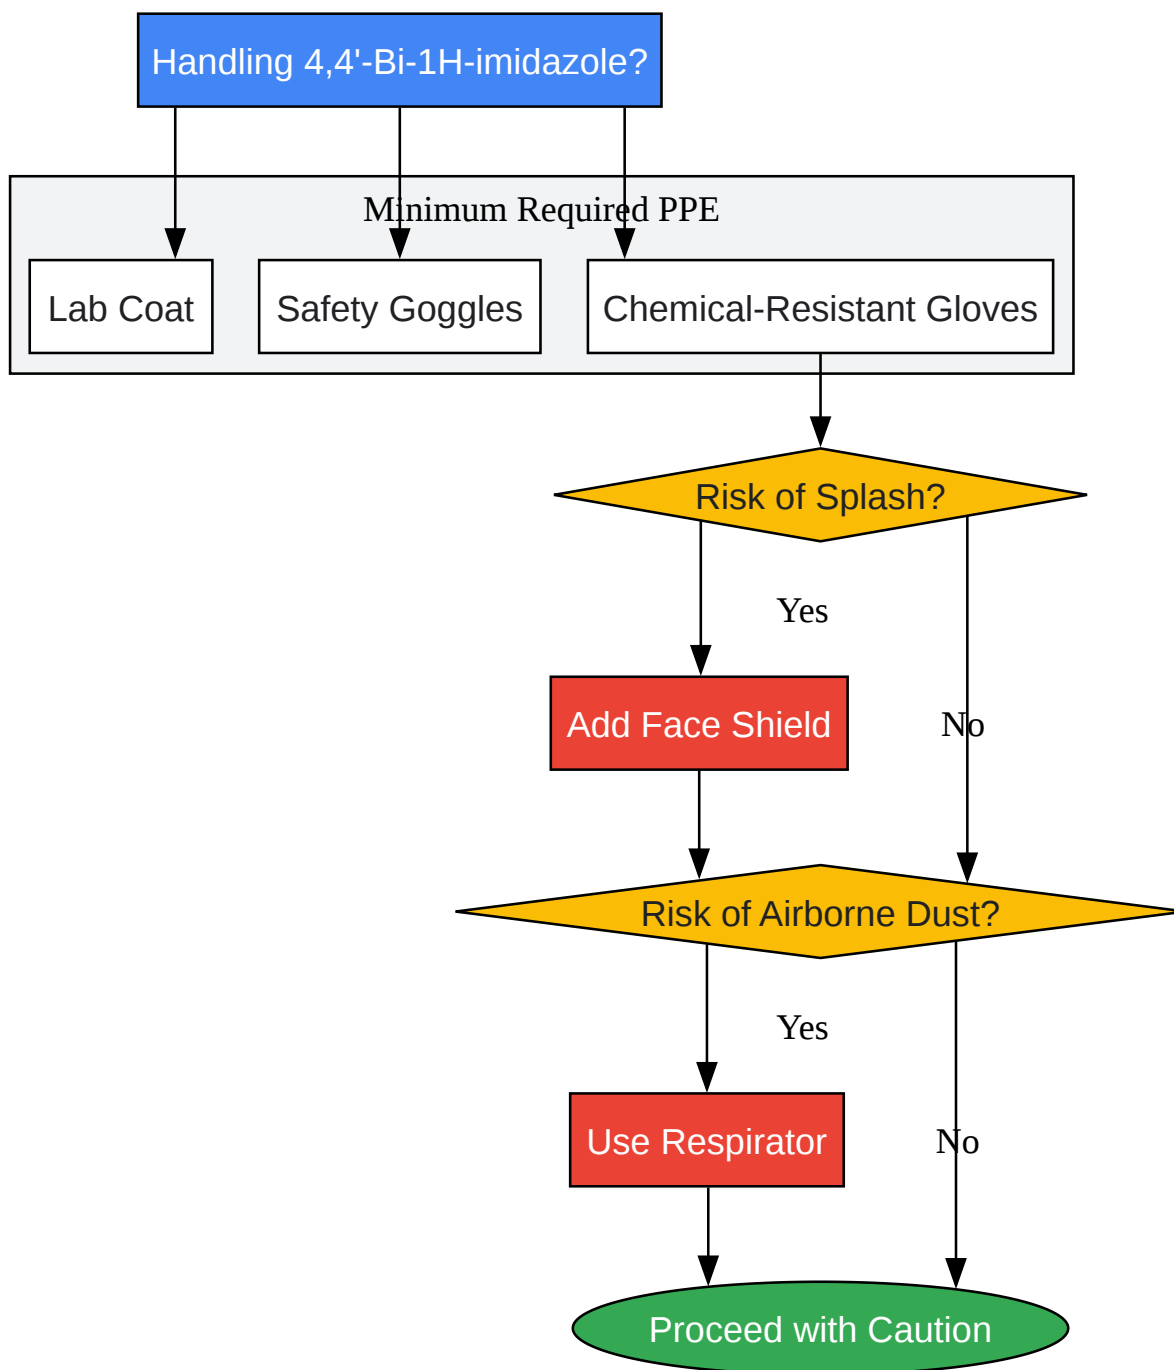 Handling 4,4'-Bi-1H-imidazole?
Minimum Required PPE
Lab Coat
Safety Goggles
Chemical-Resistant Gloves
Risk of Splash?
Yes
Add Face Shield
No
Risk of Airborne Dust?
Yes
Use Respirator
No
Proceed with Caution